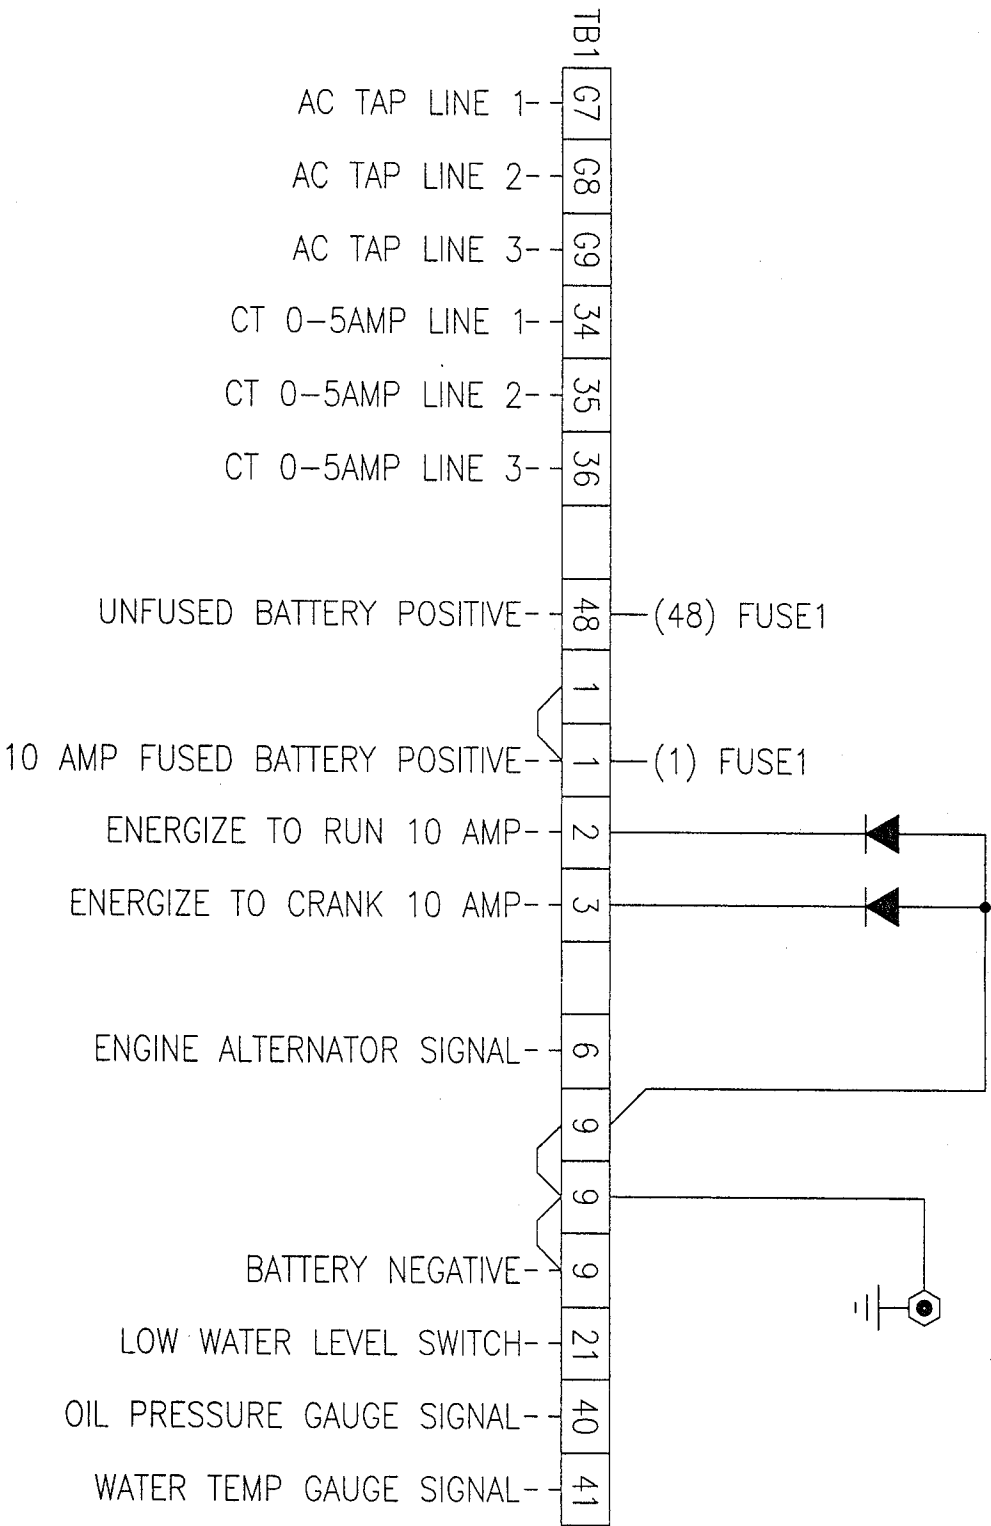 TB1
AC TAP LINE 1-- G7
AC TAP LINE 2-- G8
AC TAP LINE 3-- G9
CT 0-5AMP LINE 1-- 34
CT 0-5AMP LINE 2-- 35
CT 0-5AMP LINE 3-- 36
UNFUSED BATTERY POSITIVE-- 48 (48) FUSE1
1
10 AMP FUSED BATTERY POSITIVE-- 1 (1) FUSE1
ENERGIZE TO RUN 10 AMP-- 2
ENERGIZE TO CRANK 10 AMP-- 3
ENGINE ALTERNATOR SIGNAL-- 6
9
9
BATTERY NEGATIVE-- 9
LOW WATER LEVEL SWITCH-- 21
OIL PRESSURE GAUGE SIGNAL-- 40
WATER TEMP GAUGE SIGNAL-- 41